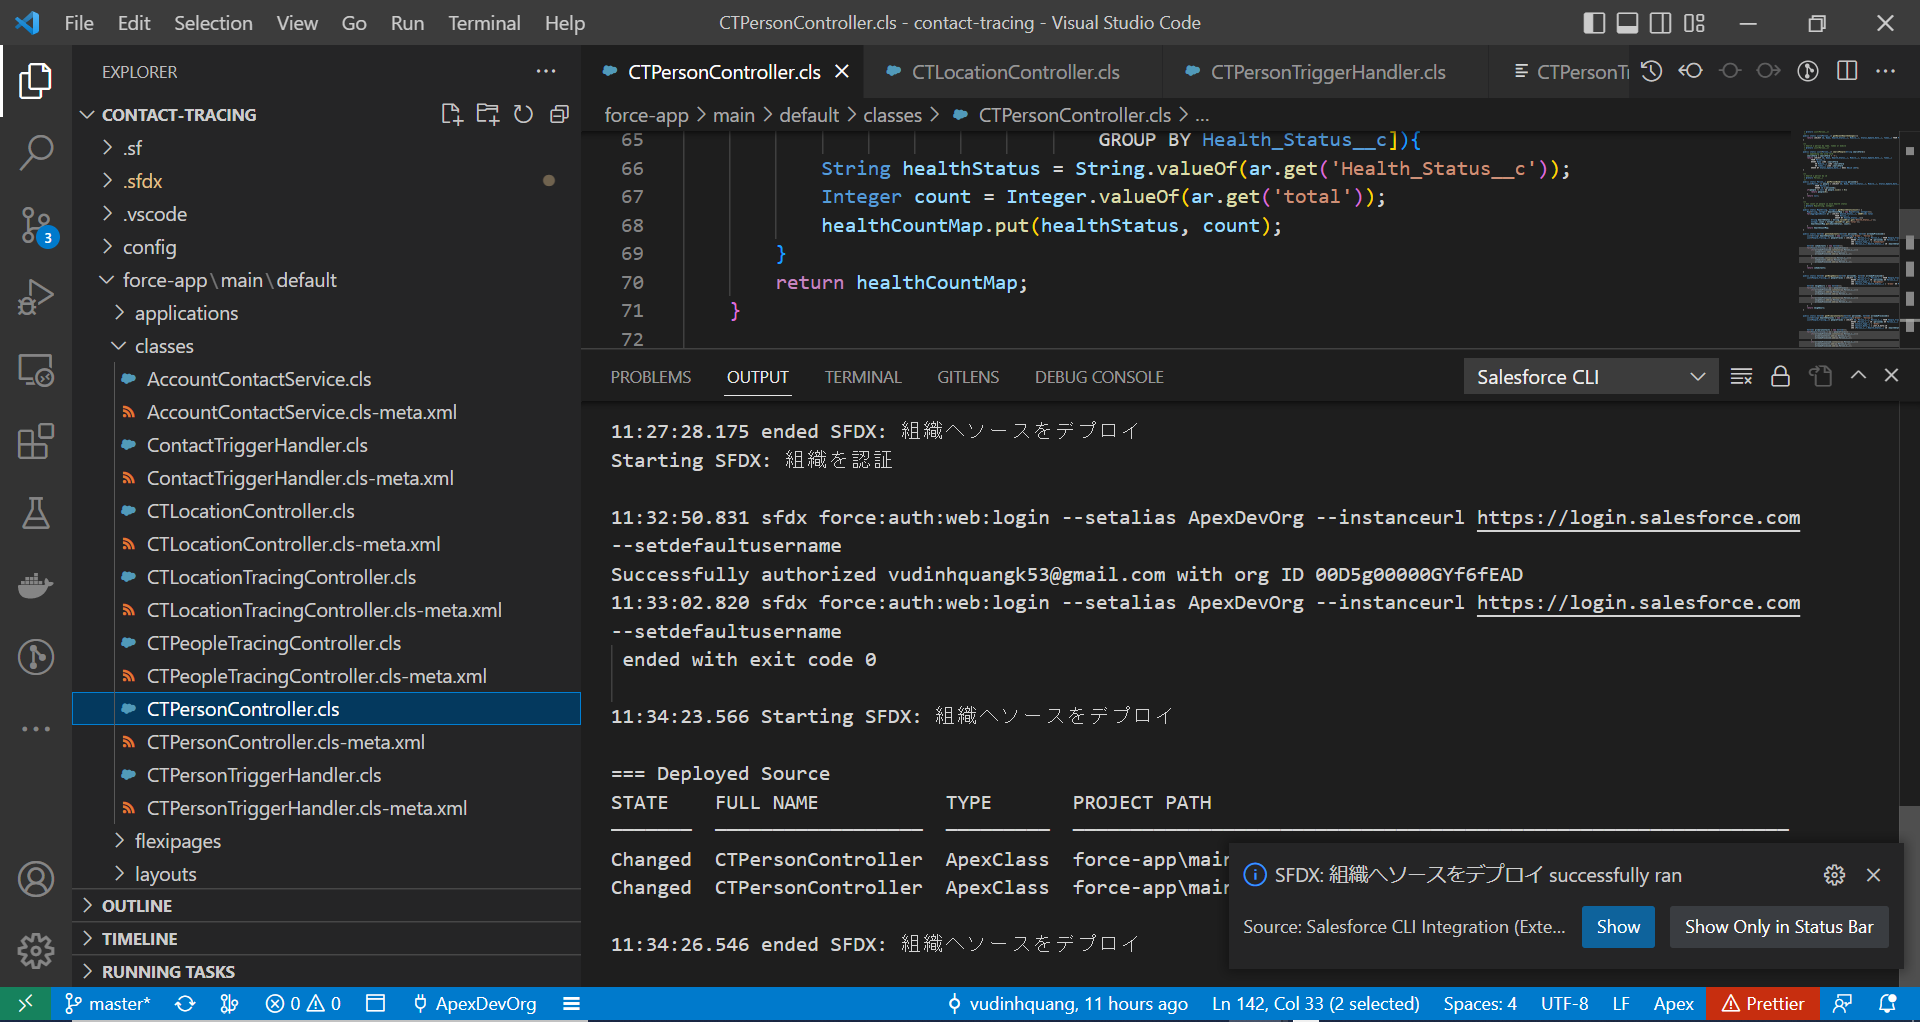 File Edit Selection View Go Run Terminal Help
CTPersonController.cls - contact-tracing - Visual Studio Code
EXPLORER
CONTACT-TRACING
.sf
.sfdx
.vscode
config
force-app\main\default
applications
classes
AccountContactService.cls
AccountContactService.cls-meta.xml
ContactTriggerHandler.cls
ContactTriggerHandler.cls-meta.xml
CTLocationController.cls
CTLocationController.cls-meta.xml
CTLocationTracingController.cls
CTLocationTracingController.cls-meta.xml
CTPeopleTracingController.cls
CTPeopleTracingController.cls-meta.xml
CTPersonController.cls
CTPersonController.cls-meta.xml
CTPersonTriggerHandler.cls
CTPersonTriggerHandler.cls-meta.xml
flexipages
layouts
OUTLINE
TIMELINE
RUNNING TASKS
3
CTPersonController.cls CTLocationController.cls CTPersonTriggerHandler.cls CTPersonTr
force-app > main > default > classes > CTPersonController.cls > ...
65 GROUP BY Health_Status__c]){
66 String healthStatus = String.valueOf(ar.get('Health_Status__c'));
67 Integer count = Integer.valueOf(ar.get('total'));
68 healthCountMap.put(healthStatus, count);
69 }
70 return healthCountMap;
71 }
72
PROBLEMS OUTPUT TERMINAL GITLENS DEBUG CONSOLE
Salesforce CLI
11:27:28.175 ended SFDX: 組織へソースをデプロイ
Starting SFDX: 組織を認証
11:32:50.831 sfdx force:auth:web:login --setalias ApexDevOrg --instanceurl https://login.salesforce.com
--setdefaultusername
Successfully authorized vudinhquangk53@gmail.com with org ID 00D5g00000GYf6fEAD
11:33:02.820 sfdx force:auth:web:login --setalias ApexDevOrg --instanceurl https://login.salesforce.com
--setdefaultusername
ended with exit code 0
11:34:23.566 Starting SFDX: 組織へソースをデプロイ
=== Deployed Source
STATE FULL NAME TYPE PROJECT PATH
Changed CTPersonController ApexClass force-app\main
Changed CTPersonController ApexClass force-app\main
11:34:26.546 ended SFDX: 組織へソースをデプロイ
SFDX: 組織へソースをデプロイ successfully ran
Source: Salesforce CLI Integration (Exte...
Show
Show Only in Status Bar
master* 0 0 ApexDevOrg vudinhquang, 11 hours ago Ln 142, Col 33 (2 selected) Spaces: 4 UTF-8 LF Apex Prettier